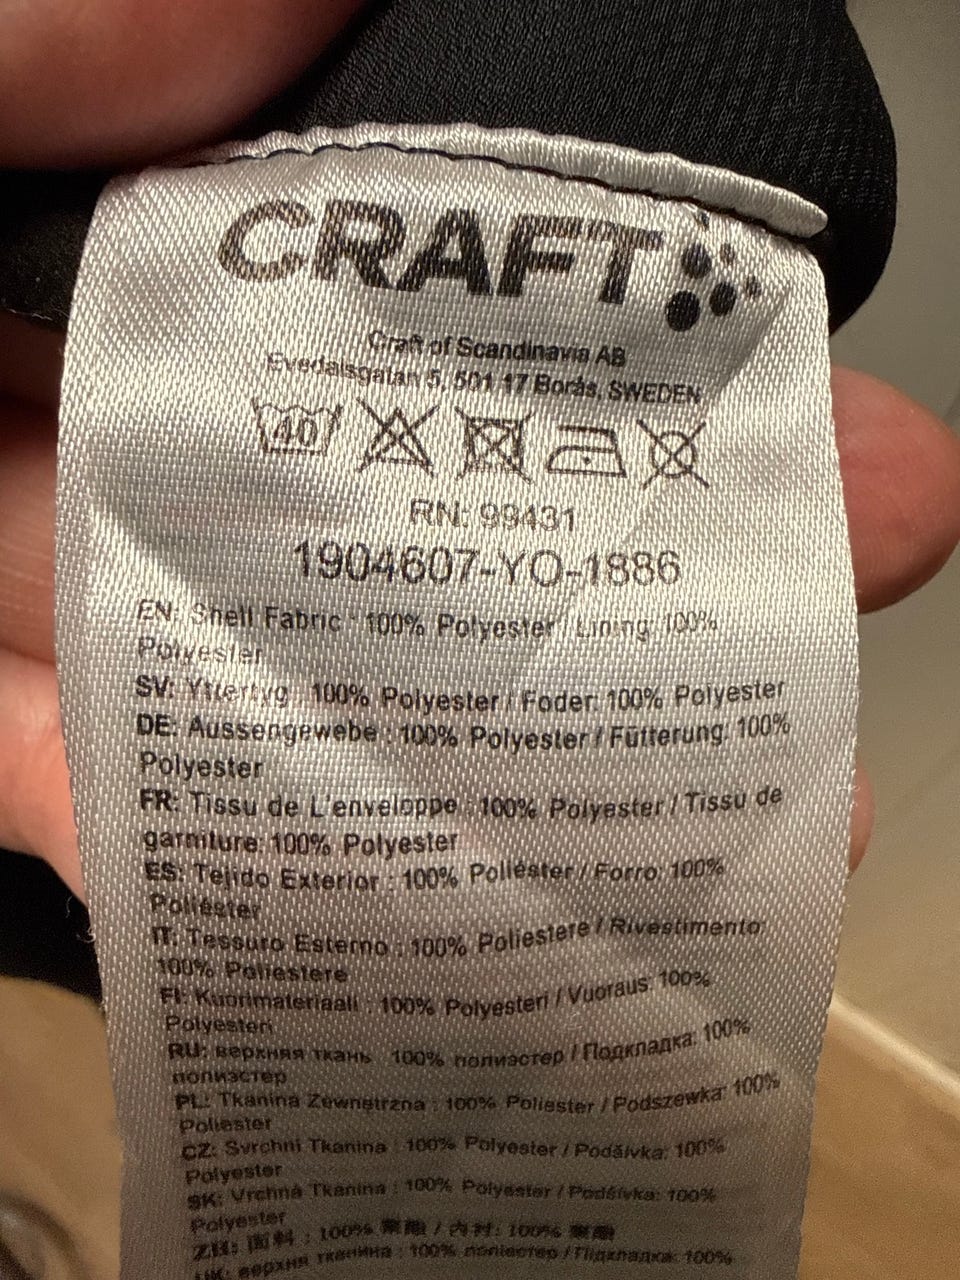 CRAFT
Craft of Scandinavia AB
Evedalsgatan 5, 501 17 Borås, SWEDEN
40
RN: 99431
1904607-YO-1886
EN: Shell Fabric : 100% Polyester / Lining: 100%
Polyester
SV: Yttertyg : 100% Polyester / Foder: 100% Polyester
DE: Aussengewebe : 100% Polyester / Fütterung: 100%
Polyester
FR: Tissu de L'enveloppe : 100% Polyester / Tissu de
garniture: 100% Polyester
ES: Tejido Exterior : 100% Poliéster / Forro: 100%
Poliéster
IT: Tessuto Esterno : 100% Poliestere / Rivestimento:
100% Poliestere
FI: Kuorimateriaali : 100% Polyesteri / Vuoraus: 100%
Polyesteri
RU: верхняя ткань : 100% полиэстер / Подкладка: 100%
полиэстер
PL: Tkanina Zewnętrzna : 100% Poliester / Podszewka: 100%
Poliester
CZ: Svrchní Tkanina : 100% Polyester / Podšívka: 100%
Polyester
SK: Vrchná Tkanina : 100% Polyester / Podšívka: 100%
Polyester
ZH: 面料 : 100% 聚酯 / 内衬: 100% 聚酯
UK: верхня тканина : 100% поліестер / Підкладка: 100%